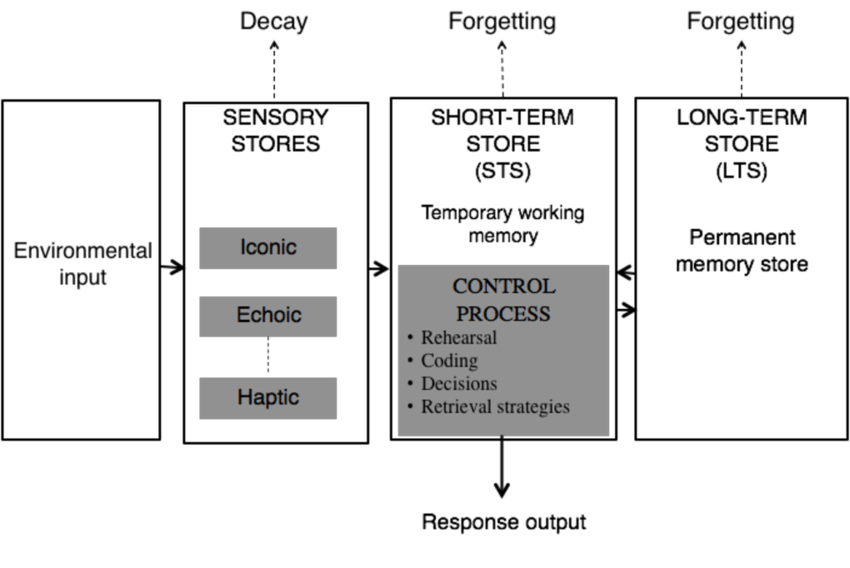 Decay
Forgetting
Forgetting
Environmental
input
SENSORY
STORES
Iconic
Echoic
Haptic
SHORT-TERM
STORE
(STS)
Temporary working
memory
CONTROL
PROCESS
• Rehearsal
• Coding
• Decisions
• Retrieval strategies
LONG-TERM
STORE
(LTS)
Permanent
memory store
Response output